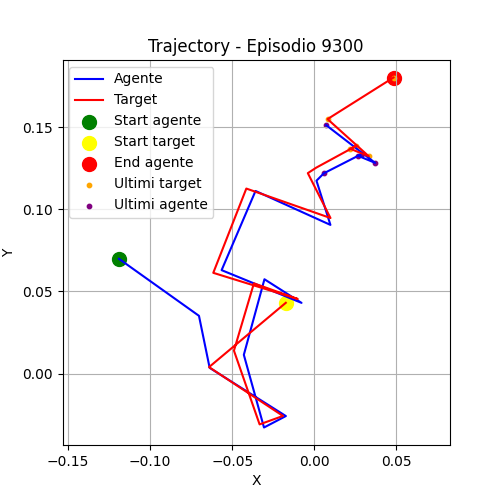 Trajectory - Episodio 9300
Agente
Target
Start agente
Start target
End agente
Ultimi target
Ultimi agente
Y
0.15
0.10
0.05
0.00
−0.15
−0.10
−0.05
0.00
0.05
X